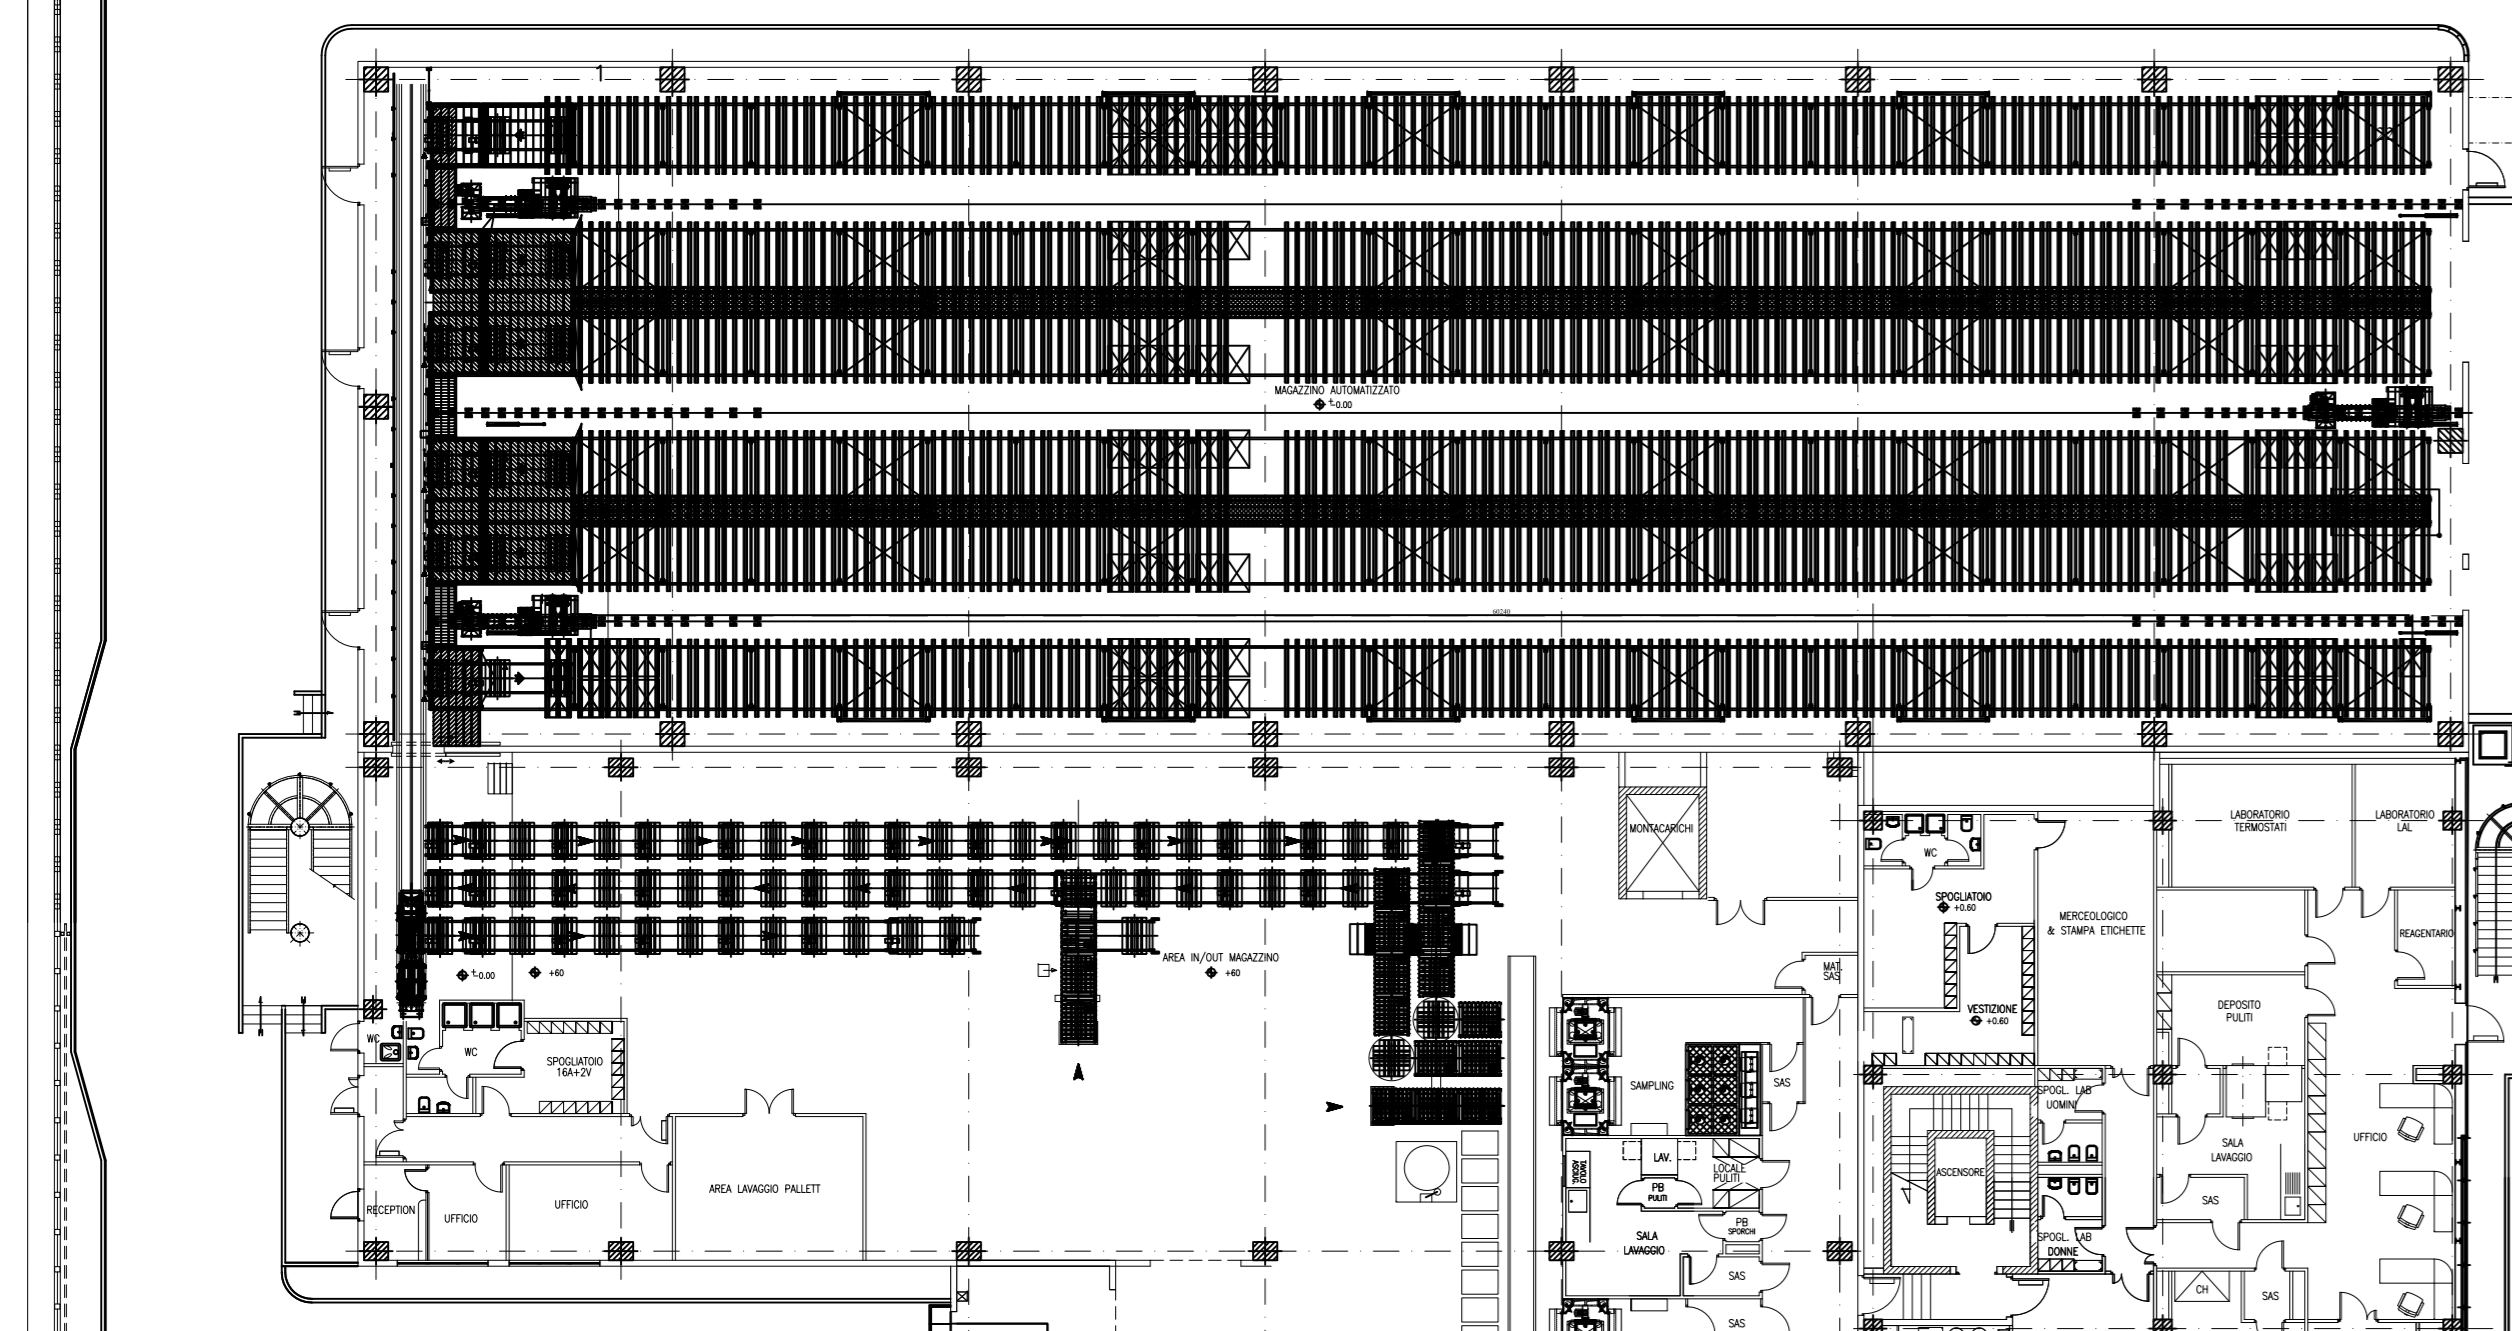 1
MAGAZZINO AUTOMATIZZATO
+-0.00
60240
MONTACARICHI
LABORATORIO
TERMOSTATI
LABORATORIO
LAL
WC
SPOGLIATOIO
+0.60
MERCEOLOGICO
& STAMPA ETICHETTE
REAGENTARIO
AREA IN/OUT MAGAZZINO
+60
+-0.00
+60
MAT.
SAS
DEPOSITO
PULITI
VESTIZIONE
+0.60
WC
WC
SPOGLIATOIO
16A+2V
SAMPLING
SAS
SPOGL. LAB
UOMINI
UFFICIO
SALA
LAVAGGIO
TAVOLO
ASCIUG.
LAV.
LOCALE
PULITI
ASCENSORE
PB
PULITI
AREA LAVAGGIO PALLETT
RECEPTION
UFFICIO
UFFICIO
SAS
PB
SPORCHI
SALA
LAVAGGIO
SPOGL. LAB
DONNE
SAS
CH
SAS
SAS